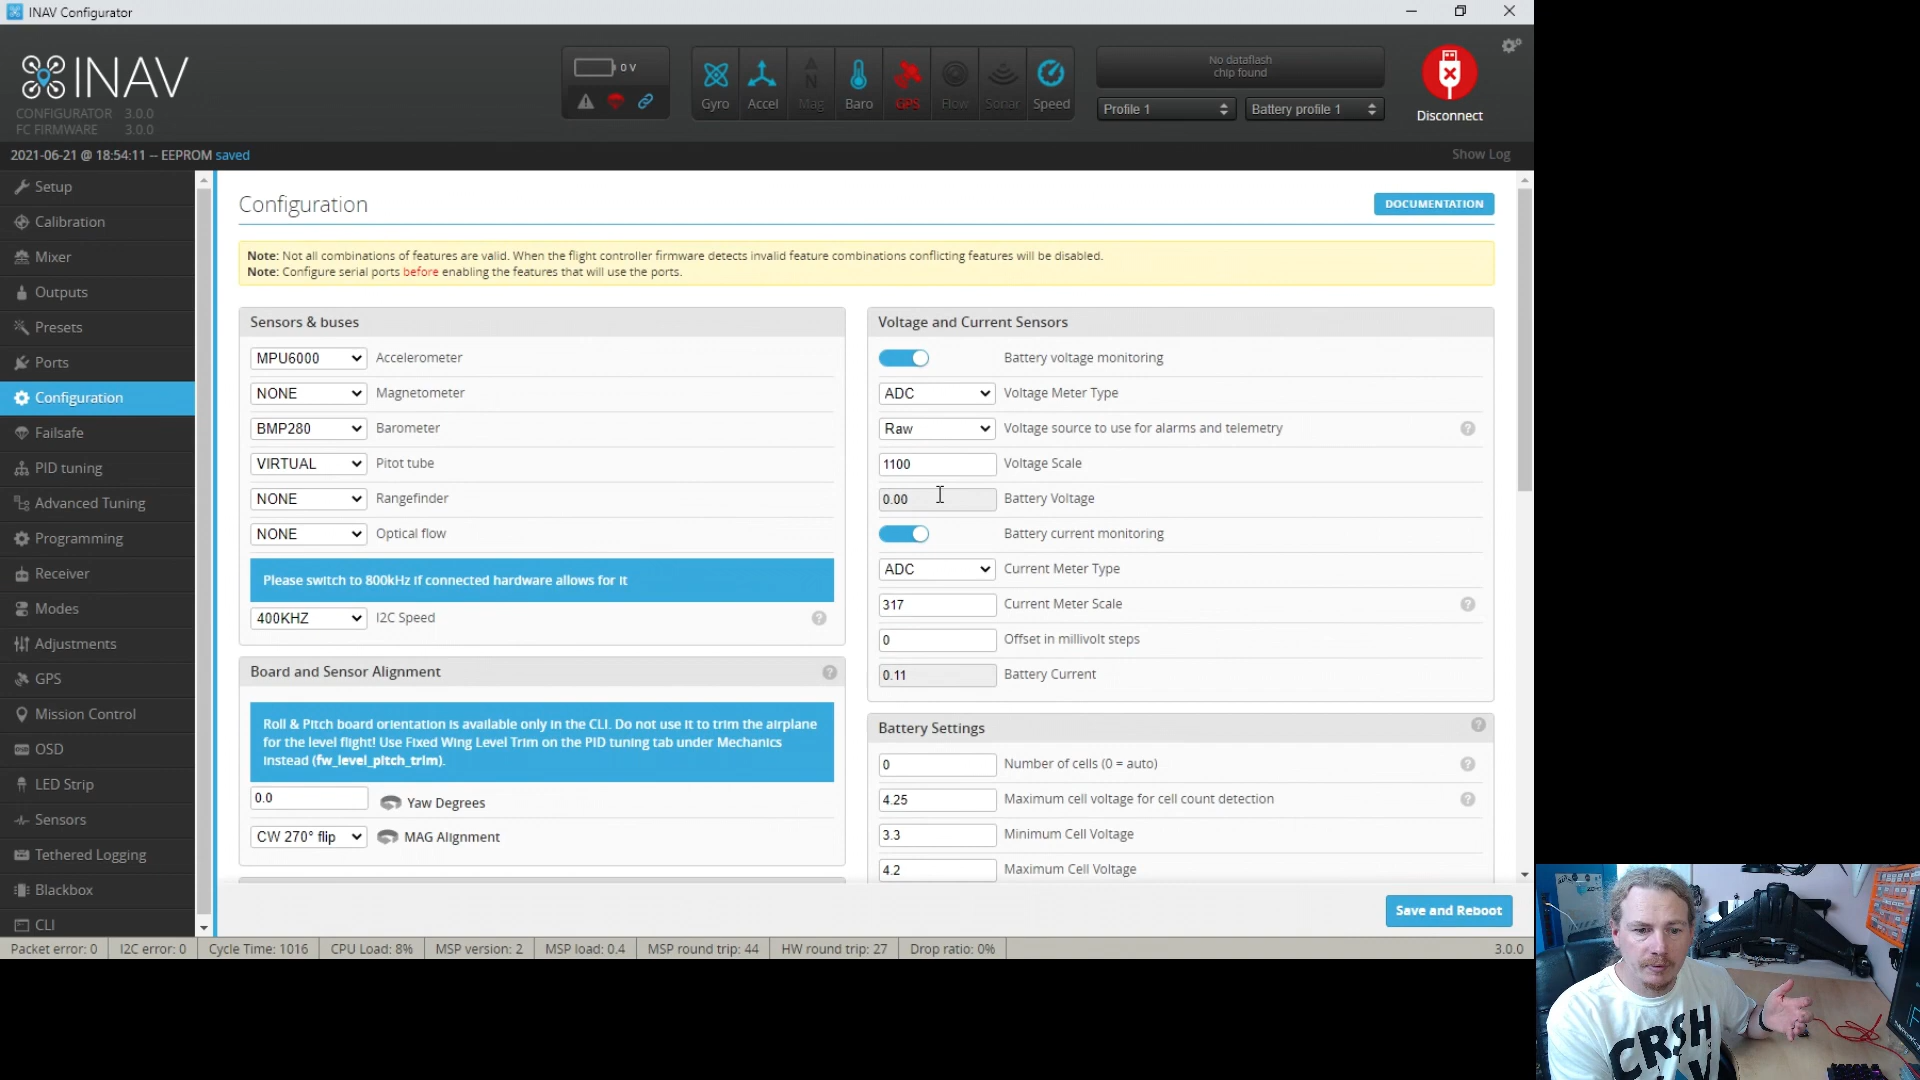 INAV Configurator
INAV
CONFIGURATOR 3.0.0
FC FIRMWARE 3.0.0
0 V
Gyro
Accel
Mag
Baro
GPS
Flow
Sonar
Speed
No dataflash
chip found
Profile 1
Battery profile 1
Disconnect
2021-06-21 @ 18:54:11 -- EEPROM saved
Show Log
Setup
Calibration
Mixer
Outputs
Presets
Ports
Configuration
Failsafe
PID tuning
Advanced Tuning
Programming
Receiver
Modes
Adjustments
GPS
Mission Control
OSD
LED Strip
Sensors
Tethered Logging
Blackbox
CLI
Configuration
DOCUMENTATION
Note: Not all combinations of features are valid. When the flight controller firmware detects invalid feature combinations conflicting features will be disabled.
Note: Configure serial ports before enabling the features that will use the ports.
Sensors & buses
MPU6000 Accelerometer
NONE Magnetometer
BMP280 Barometer
VIRTUAL Pitot tube
NONE Rangefinder
NONE Optical flow
Please switch to 800kHz if connected hardware allows for it
400KHZ I2C Speed
Board and Sensor Alignment
Roll & Pitch board orientation is available only in the CLI. Do not use it to trim the airplane
for the level flight! Use Fixed Wing Level Trim on the PID tuning tab under Mechanics
instead (fw_level_pitch_trim).
0.0 Yaw Degrees
CW 270° flip MAG Alignment
Voltage and Current Sensors
Battery voltage monitoring
ADC Voltage Meter Type
Raw Voltage source to use for alarms and telemetry
1100 Voltage Scale
0.00 Battery Voltage
Battery current monitoring
ADC Current Meter Type
317 Current Meter Scale
0 Offset in millivolt steps
0.11 Battery Current
Battery Settings
0 Number of cells (0 = auto)
4.25 Maximum cell voltage for cell count detection
3.3 Minimum Cell Voltage
4.2 Maximum Cell Voltage
Save and Reboot
Packet error: 0
I2C error: 0
Cycle Time: 1016
CPU Load: 8%
MSP version: 2
MSP load: 0.4
MSP round trip: 44
HW round trip: 27
Drop ratio: 0%
3.0.0
CRSH